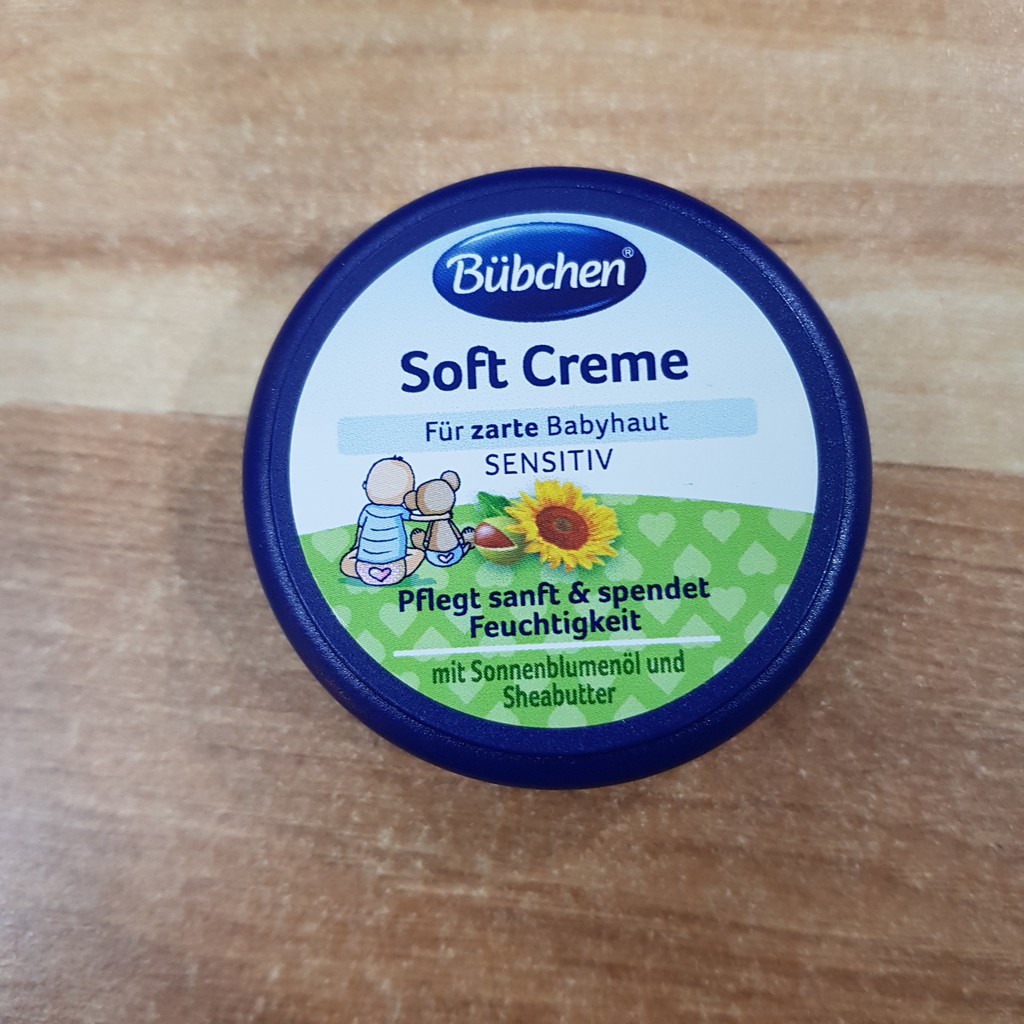 Bübchen®
Soft Creme
Für zarte Babyhaut
SENSITIV
Pflegt sanft & spendet
Feuchtigkeit
mit Sonnenblumenöl und
Sheabutter